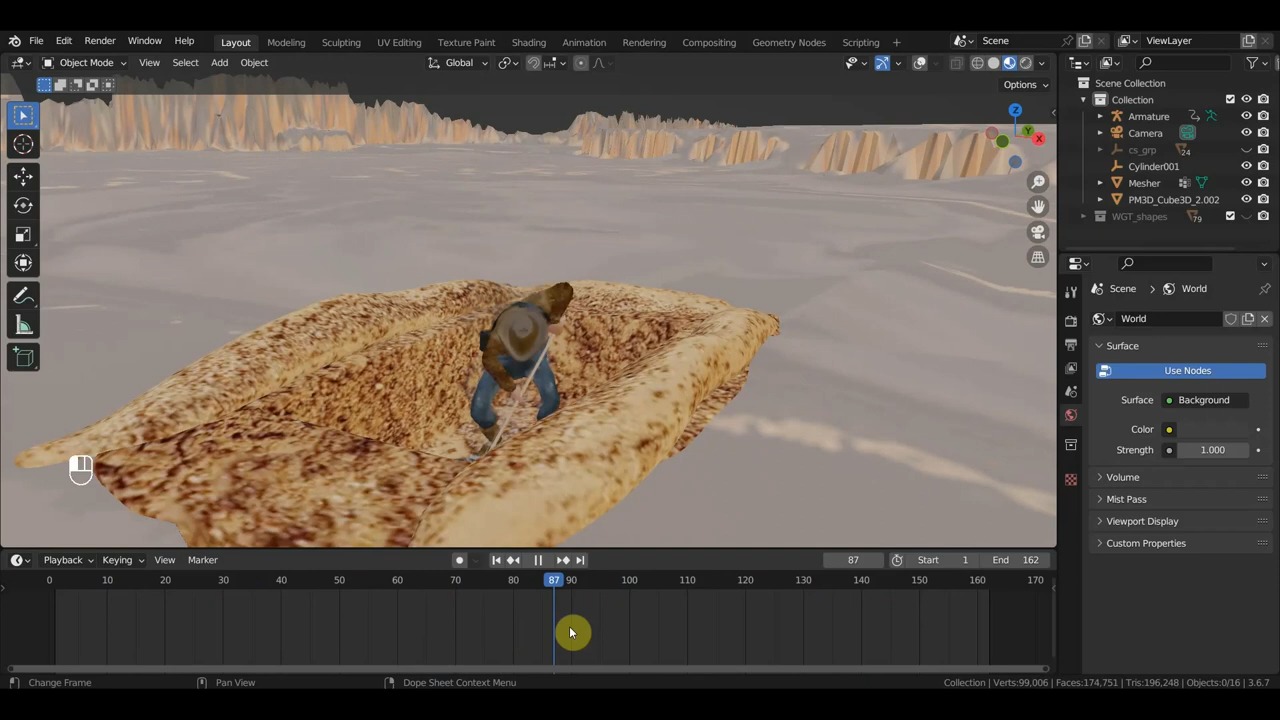 File Edit Render Window Help Layout Modeling Sculpting UV Editing Texture Paint Shading Animation Rendering Compositing Geometry Nodes Scripting + Scene ViewLayer
Object Mode View Select Add Object Global
Options
Scene Collection
Collection
Armature
Camera
cs_grp 24
Cylinder001
Mesher
PM3D_Cube3D_2.002
WGT_shapes 79
Z
Y
X
Scene > World
World
Surface
Use Nodes
Surface Background
Color
Strength 1.000
Volume
Mist Pass
Viewport Display
Custom Properties
Playback Keying View Marker 87 Start 1 End 162
0 10 20 30 40 50 60 70 80 87 90 100 110 120 130 140 150 160 170
Change Frame Pan View Dope Sheet Context Menu Collection | Verts:99,006 | Faces:174,751 | Tris:196,248 | Objects:0/16 | 3.6.7